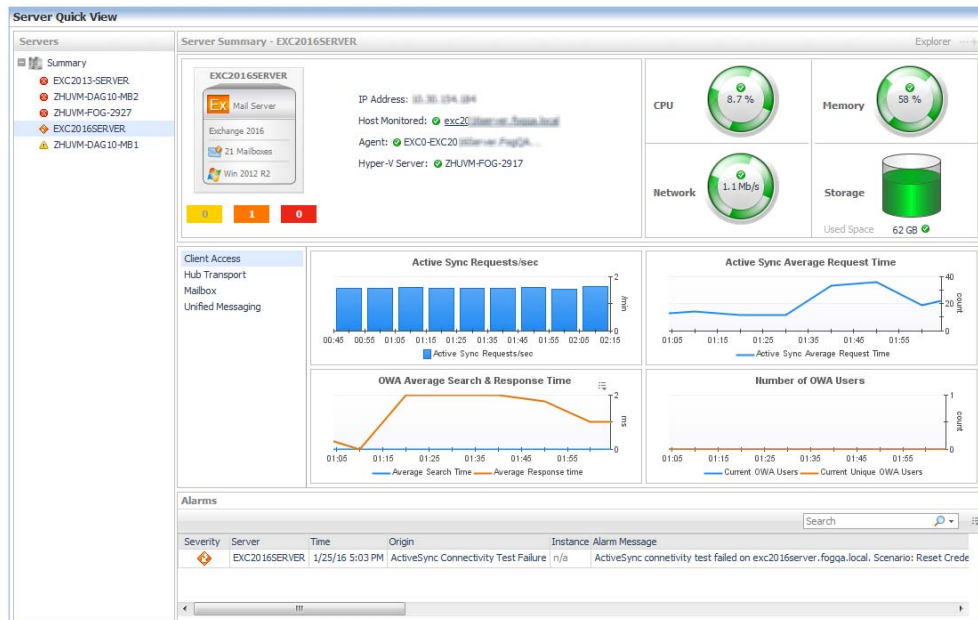 Server Quick View
Servers
Summary
EXC2013-SERVER
ZHUVM-DAG10-MB2
ZHUVM-FOG-2927
EXC2016SERVER
ZHUVM-DAG10-MB1
Server Summary - EXC2016SERVER
Explorer
EXC2016SERVER
Ex Mail Server
Exchange 2016
21 Mailboxes
Win 2012 R2
0 1 0
IP Address:
Host Monitored: exc20
Agent: EXC0-EXC20
Hyper-V Server: ZHUVM-FOG-2917
CPU 8.7 %
Memory 58 %
Network 1.1 Mb/s
Storage
Used Space 62 GB
Client Access
Hub Transport
Mailbox
Unified Messaging
Active Sync Requests/sec
2
/min
0
00:45 00:55 01:05 01:15 01:25 01:35 01:45 01:55 02:05 02:15
Active Sync Requests/sec
Active Sync Average Request Time
40
20
count
0
01:05 01:15 01:25 01:35 01:45 01:55
Active Sync Average Request Time
OWA Average Search & Response Time
2
ms
0
01:05 01:15 01:25 01:35 01:45 01:55
Average Search Time Average Response time
Number of OWA Users
1
count
0
01:05 01:15 01:25 01:35 01:45 01:55
Current OWA Users Current Unique OWA Users
Alarms
Search
Severity Server Time Origin Instance Alarm Message
EXC2016SERVER 1/25/16 5:03 PM ActiveSync Connectivity Test Failure n/a ActiveSync connetivity test failed on exc2016server.fogqa.local. Scenario: Reset Crede